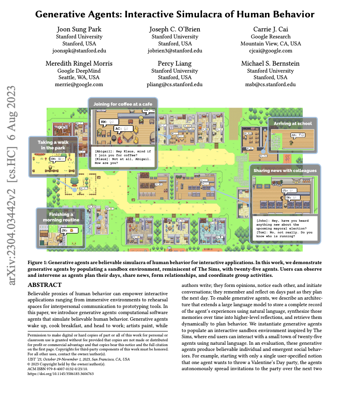 Generative Agents: Interactive Simulacra of Human Behavior
Joon Sung Park
Stanford University
Stanford, USA
joonspk@stanford.edu
Joseph C. O'Brien
Stanford University
Stanford, USA
jobrien3@stanford.edu
Carrie J. Cai
Google Research
Mountain View, CA, USA
cjcai@google.com
Meredith Ringel Morris
Google DeepMind
Seattle, WA, USA
merrie@google.com
Percy Liang
Stanford University
Stanford, USA
pliang@cs.stanford.edu
Michael S. Bernstein
Stanford University
Stanford, USA
msb@cs.stanford.edu
arXiv:2304.03442v2 [cs.HC] 6 Aug 2023
Joining for coffee at a cafe
Taking a walk
in the park
Arriving at school
[Abigail]: Hey Klaus, mind if
I join you for coffee?
[Klaus]: Not at all, Abigail.
How are you?
Sharing news with colleagues
Finishing a
morning routine
[John]: Hey, have you heard
anything new about the
upcoming mayoral election?
[Tom]: No, not really. Do you
know who is running?
Figure 1: Generative agents are believable simulacra of human behavior for interactive applications. In this work, we demonstrate
generative agents by populating a sandbox environment, reminiscent of The Sims, with twenty-five agents. Users can observe
and intervene as agents plan their days, share news, form relationships, and coordinate group activities.
ABSTRACT
Believable proxies of human behavior can empower interactive
applications ranging from immersive environments to rehearsal
spaces for interpersonal communication to prototyping tools. In
this paper, we introduce generative agents: computational software
agents that simulate believable human behavior. Generative agents
wake up, cook breakfast, and head to work; artists paint, while
Permission to make digital or hard copies of part or all of this work for personal or
classroom use is granted without fee provided that copies are not made or distributed
for profit or commercial advantage and that copies bear this notice and the full citation
on the first page. Copyrights for third-party components of this work must be honored.
For all other uses, contact the owner/author(s).
UIST '23, October 29-November 1, 2023, San Francisco, CA, USA
© 2023 Copyright held by the owner/author(s).
ACM ISBN 979-8-4007-0132-0/23/10.
https://doi.org/10.1145/3586183.3606763
authors write; they form opinions, notice each other, and initiate
conversations; they remember and reflect on days past as they plan
the next day. To enable generative agents, we describe an architecture
that extends a large language model to store a complete record
of the agent's experiences using natural language, synthesize those
memories over time into higher-level reflections, and retrieve them
dynamically to plan behavior. We instantiate generative agents
to populate an interactive sandbox environment inspired by The
Sims, where end users can interact with a small town of twenty-five
agents using natural language. In an evaluation, these generative
agents produce believable individual and emergent social behaviors.
For example, starting with only a single user-specified notion
that one agent wants to throw a Valentine's Day party, the agents
autonomously spread invitations to the party over the next two